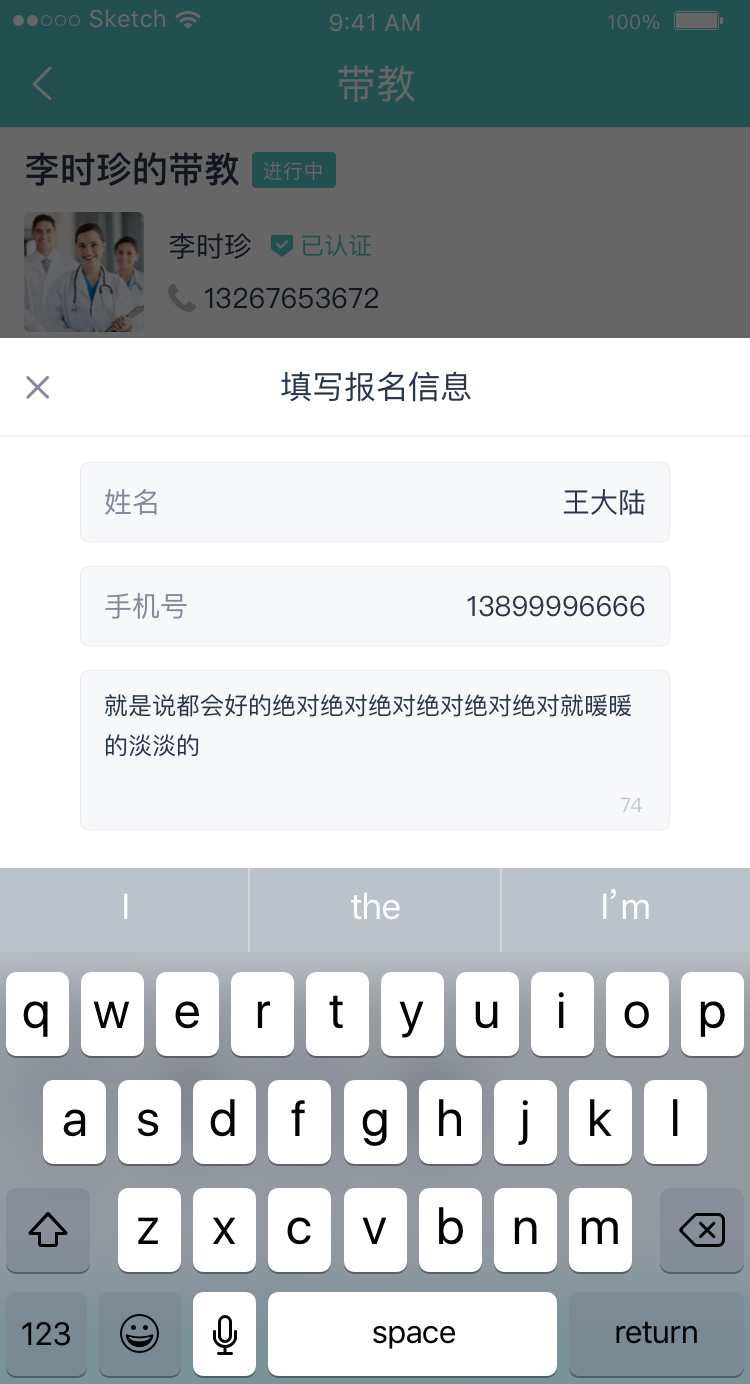 Sketch 9:41 AM 100%
带教
李时珍的带教 进行中
李时珍 已认证
13267653672
填写报名信息
姓名 王大陆
手机号 13899996666
就是说都会好的绝对绝对绝对绝对绝对绝对就暖暖
的淡淡的
74
I the I’m
q w e r t y u i o p
a s d f g h j k l
z x c v b n m
123 space return